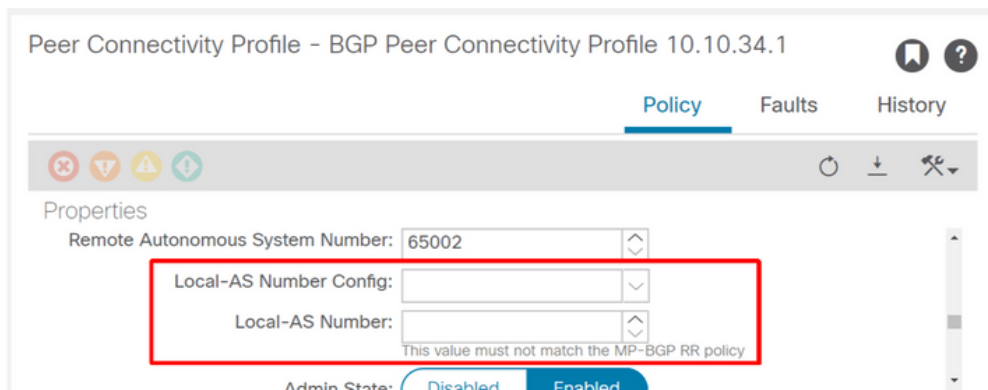 Peer Connectivity Profile - BGP Peer Connectivity Profile 10.10.34.1
?
Policy Faults History
Properties
Remote Autonomous System Number: 65002
Local-AS Number Config:
Local-AS Number:
This value must not match the MP-BGP RR policy
Admin State: Disabled Enabled